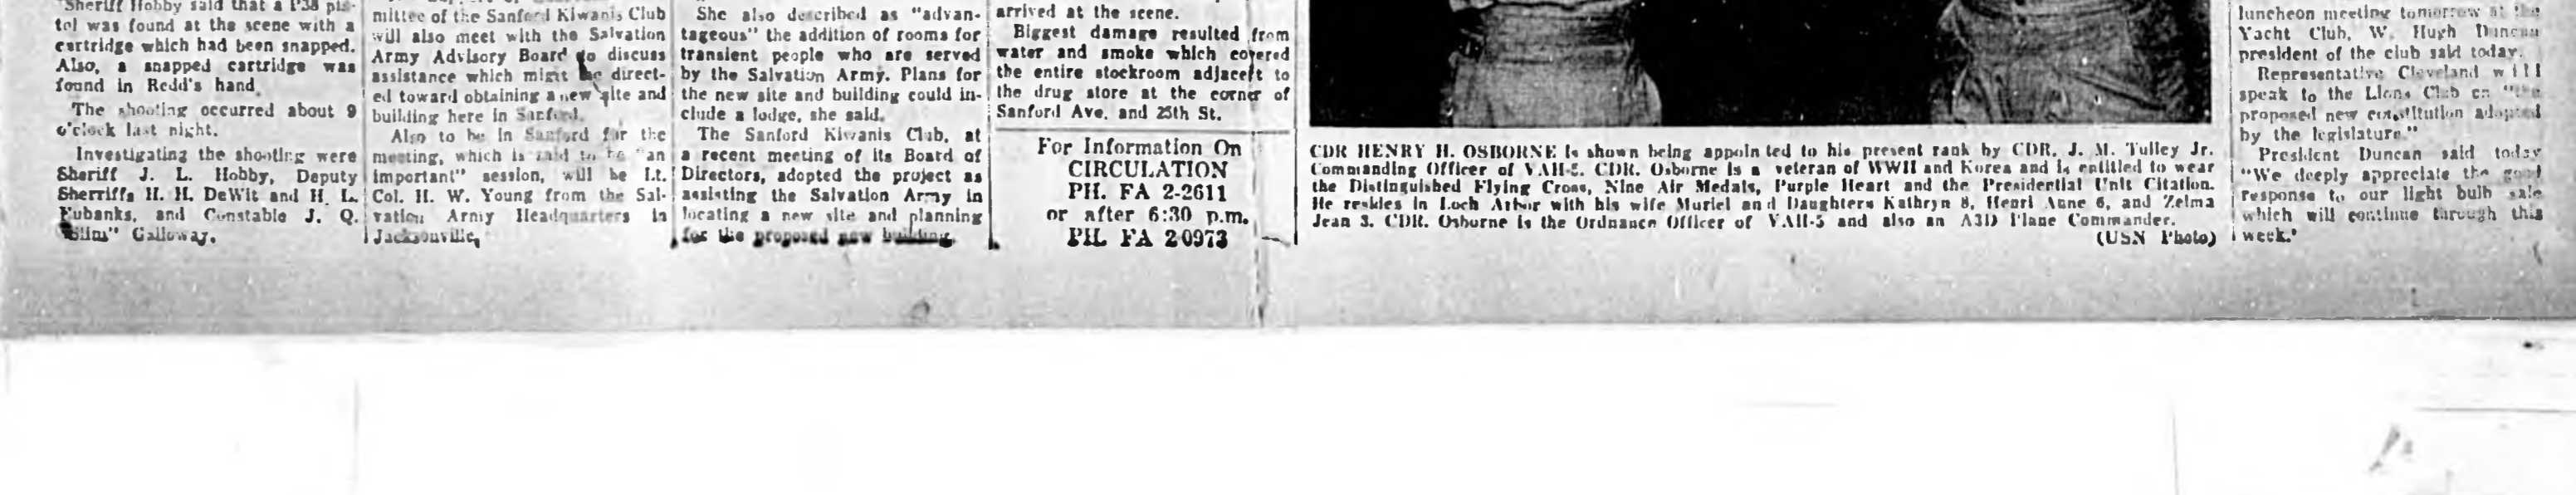 "Sheriff Hobby said that a P38 pis-
tol was found at the scene with a
cartridge which had been snapped.
Also, a snapped cartridge was
found in Redd's hand.
The shooting occurred about 9
o'clock last night.
Investigating the shooting were
Sheriff J. L. Hobby, Deputy
Sherriffs H. H. DeWit and H. L.
Eubanks, and Constable J. Q.
"Slim" Galloway.
mittee of the Sanford Kiwanis Club
will also meet with the Salvation
Army Advisory Board to discuss
assistance which might be direct-
ed toward obtaining a new site and
building here in Sanford.
Also to be in Sanford for the
meeting, which is said to be "an
important" session, will be Lt.
Col. H. W. Young from the Sal-
vation Army Headquarters in
Jacksonville.
She also described as "advan-
tageous" the addition of rooms for
transient people who are served
by the Salvation Army. Plans for
the new site and building could in-
clude a lodge, she said.
The Sanford Kiwanis Club, at
a recent meeting of its Board of
Directors, adopted the project as
assisting the Salvation Army in
locating a new site and planning
for the proposed new building.
arrived at the scene.
Biggest damage resulted from
water and smoke which covered
the entire stockroom adjacent to
the drug store at the corner of
Sanford Ave. and 25th St.
For Information On
CIRCULATION
PH. FA 2-2611
or after 6:30 p.m.
PH. FA 2 0973
CDR HENRY H. OSBORNE is shown being appointed to his present rank by CDR. J. M. Tulley Jr.
Commanding Officer of VAH-5. CDR. Osborne is a veteran of WWII and Korea and is entitled to wear
the Distinguished Flying Cross, Nine Air Medals, Purple Heart and the Presidential Unit Citation.
He resides in Loch Arbor with his wife Muriel and Daughters Kathryn 8, Henri Anne 6, and Zelma
Jean 3. CDR. Osborne is the Ordnance Officer of VAH-5 and also an A3D Plane Commander.
(USN Photo)
luncheon meeting tomorrow at the
Yacht Club, W. Hugh Duncan
president of the club said today.
Representative Cleveland will
speak to the Lions Club on "the
proposed new constitution adopted
by the legislature."
President Duncan said today
"We deeply appreciate the good
response to our light bulb sale
which will continue through this
week.'